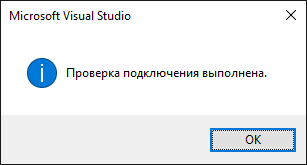 Microsoft Visual Studio
Проверка подключения выполнена.
OK